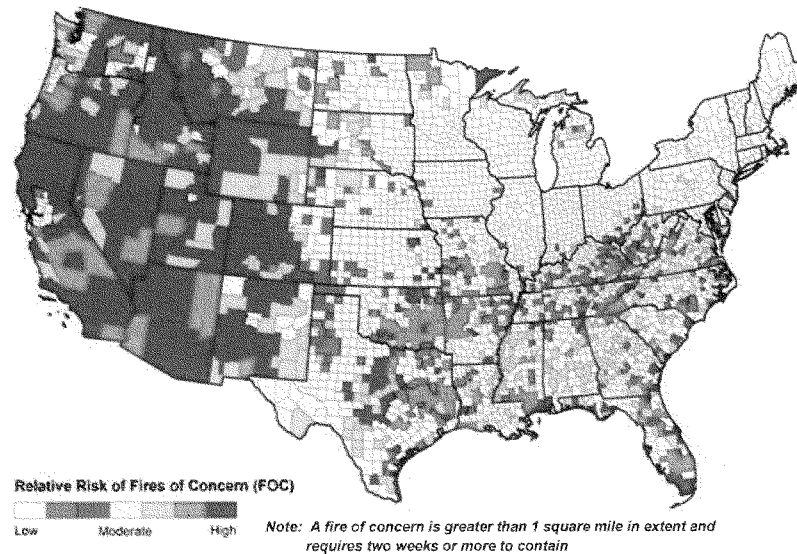 Relative Risk of Fires of Concern (FOC)
Low Moderate High
Note: A fire of concern is greater than 1 square mile in extent and
requires two weeks or more to contain